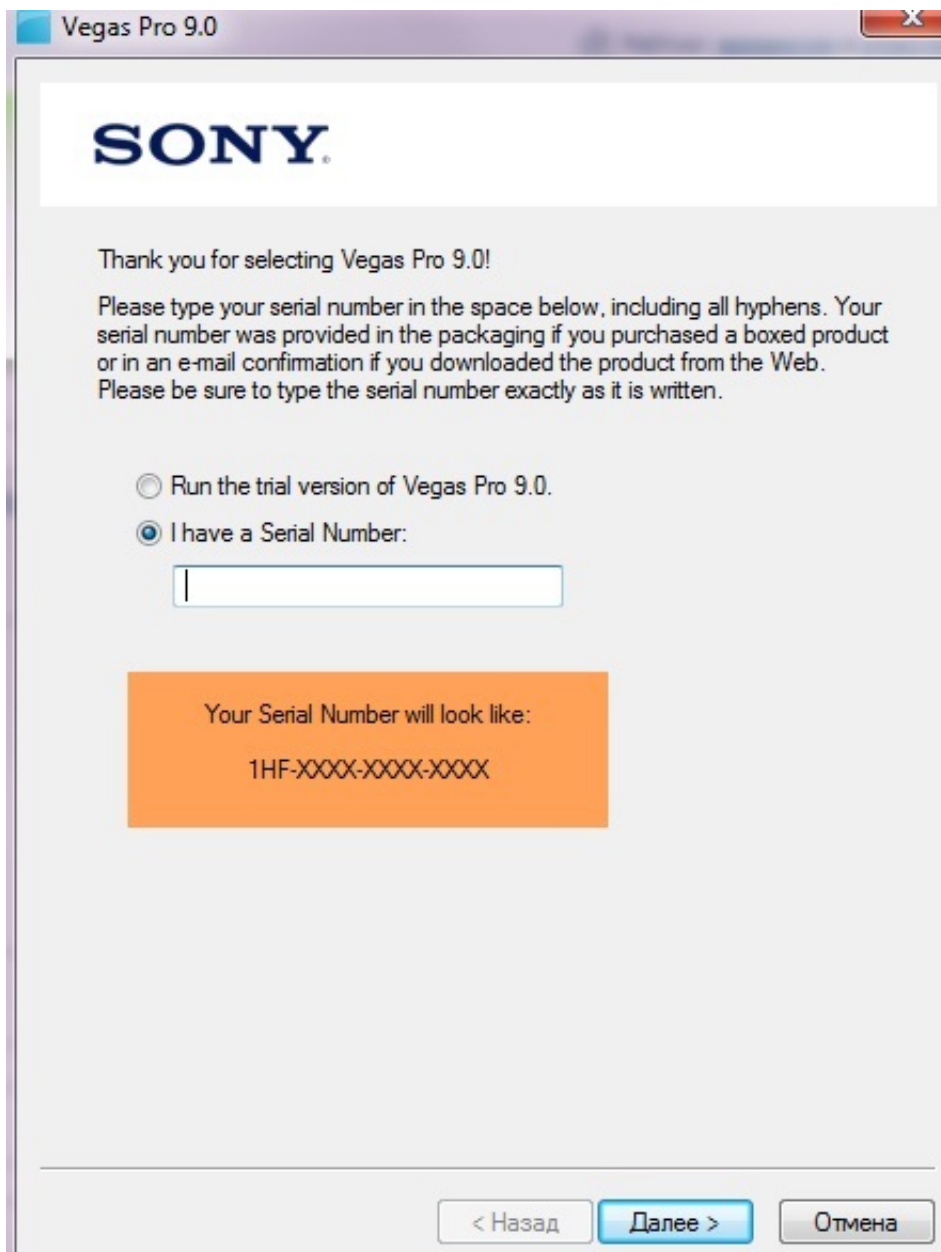 Vegas Pro 9.0
SONY
Thank you for selecting Vegas Pro 9.0!
Please type your serial number in the space below, including all hyphens. Your
serial number was provided in the packaging if you purchased a boxed product
or in an e-mail confirmation if you downloaded the product from the Web.
Please be sure to type the serial number exactly as it is written.
Run the trial version of Vegas Pro 9.0.
I have a Serial Number:
Your Serial Number will look like:
1HF-XXXX-XXXX-XXXX
< Назад Далее > Отмена